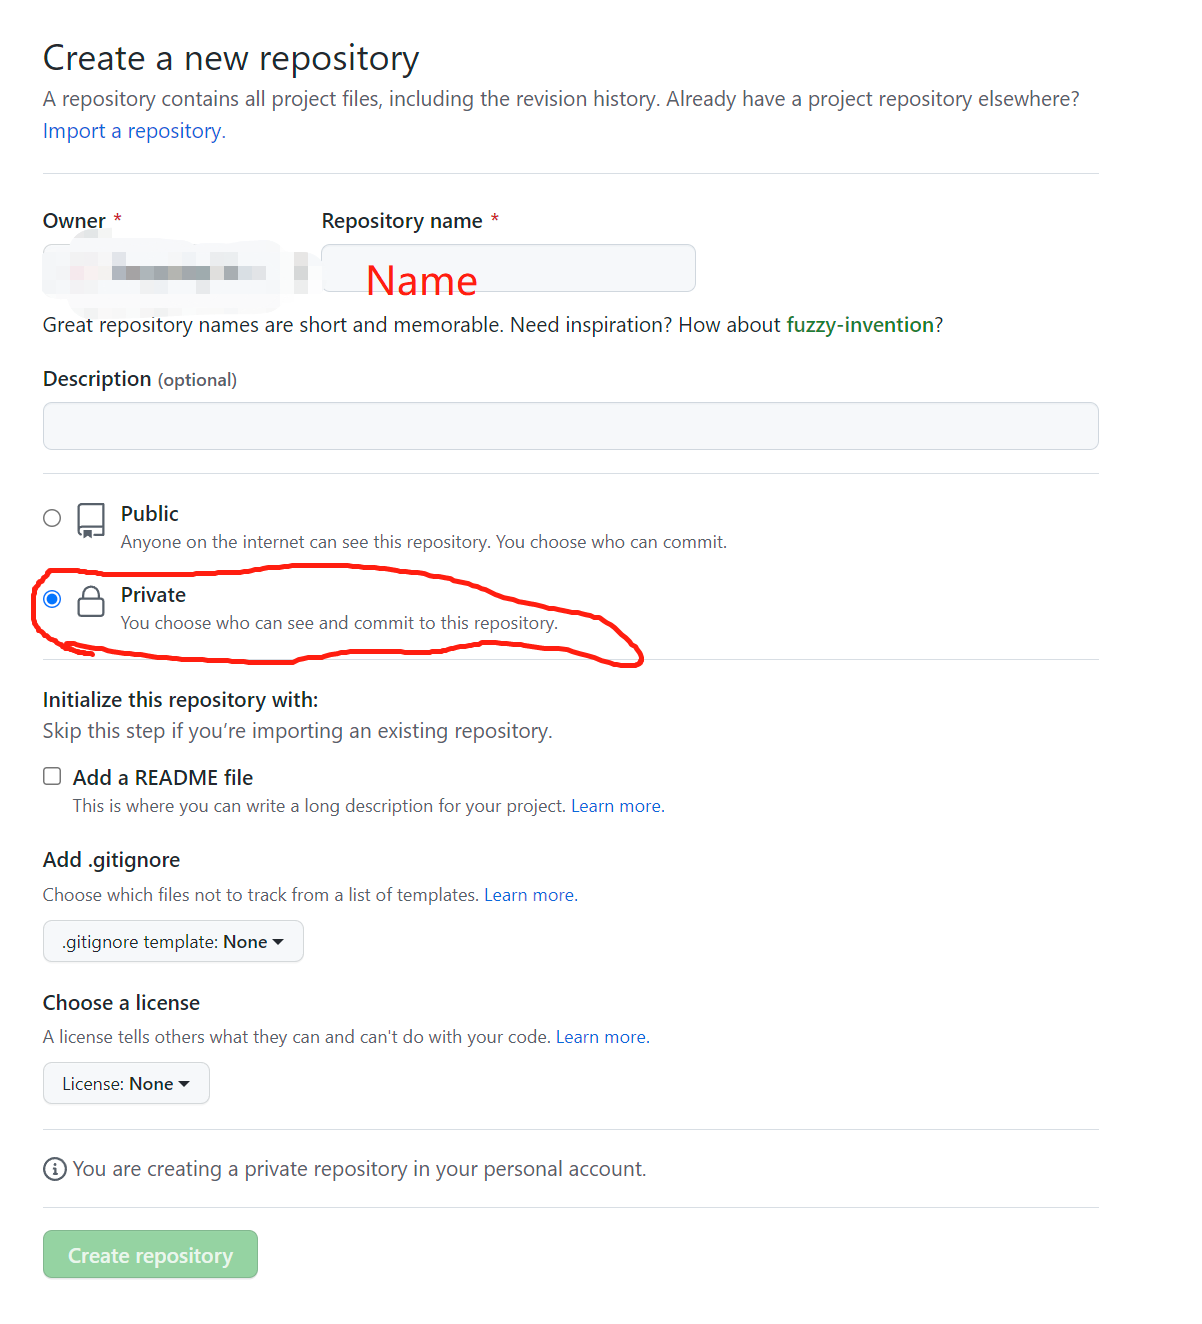 Create a new repository
A repository contains all project files, including the revision history. Already have a project repository elsewhere?
Import a repository.
Owner * Repository name *
Name
Great repository names are short and memorable. Need inspiration? How about fuzzy-invention?
Description (optional)
Public
Anyone on the internet can see this repository. You choose who can commit.
Private
You choose who can see and commit to this repository.
Initialize this repository with:
Skip this step if you’re importing an existing repository.
Add a README file
This is where you can write a long description for your project. Learn more.
Add .gitignore
Choose which files not to track from a list of templates. Learn more.
.gitignore template: None
Choose a license
A license tells others what they can and can't do with your code. Learn more.
License: None
You are creating a private repository in your personal account.
Create repository